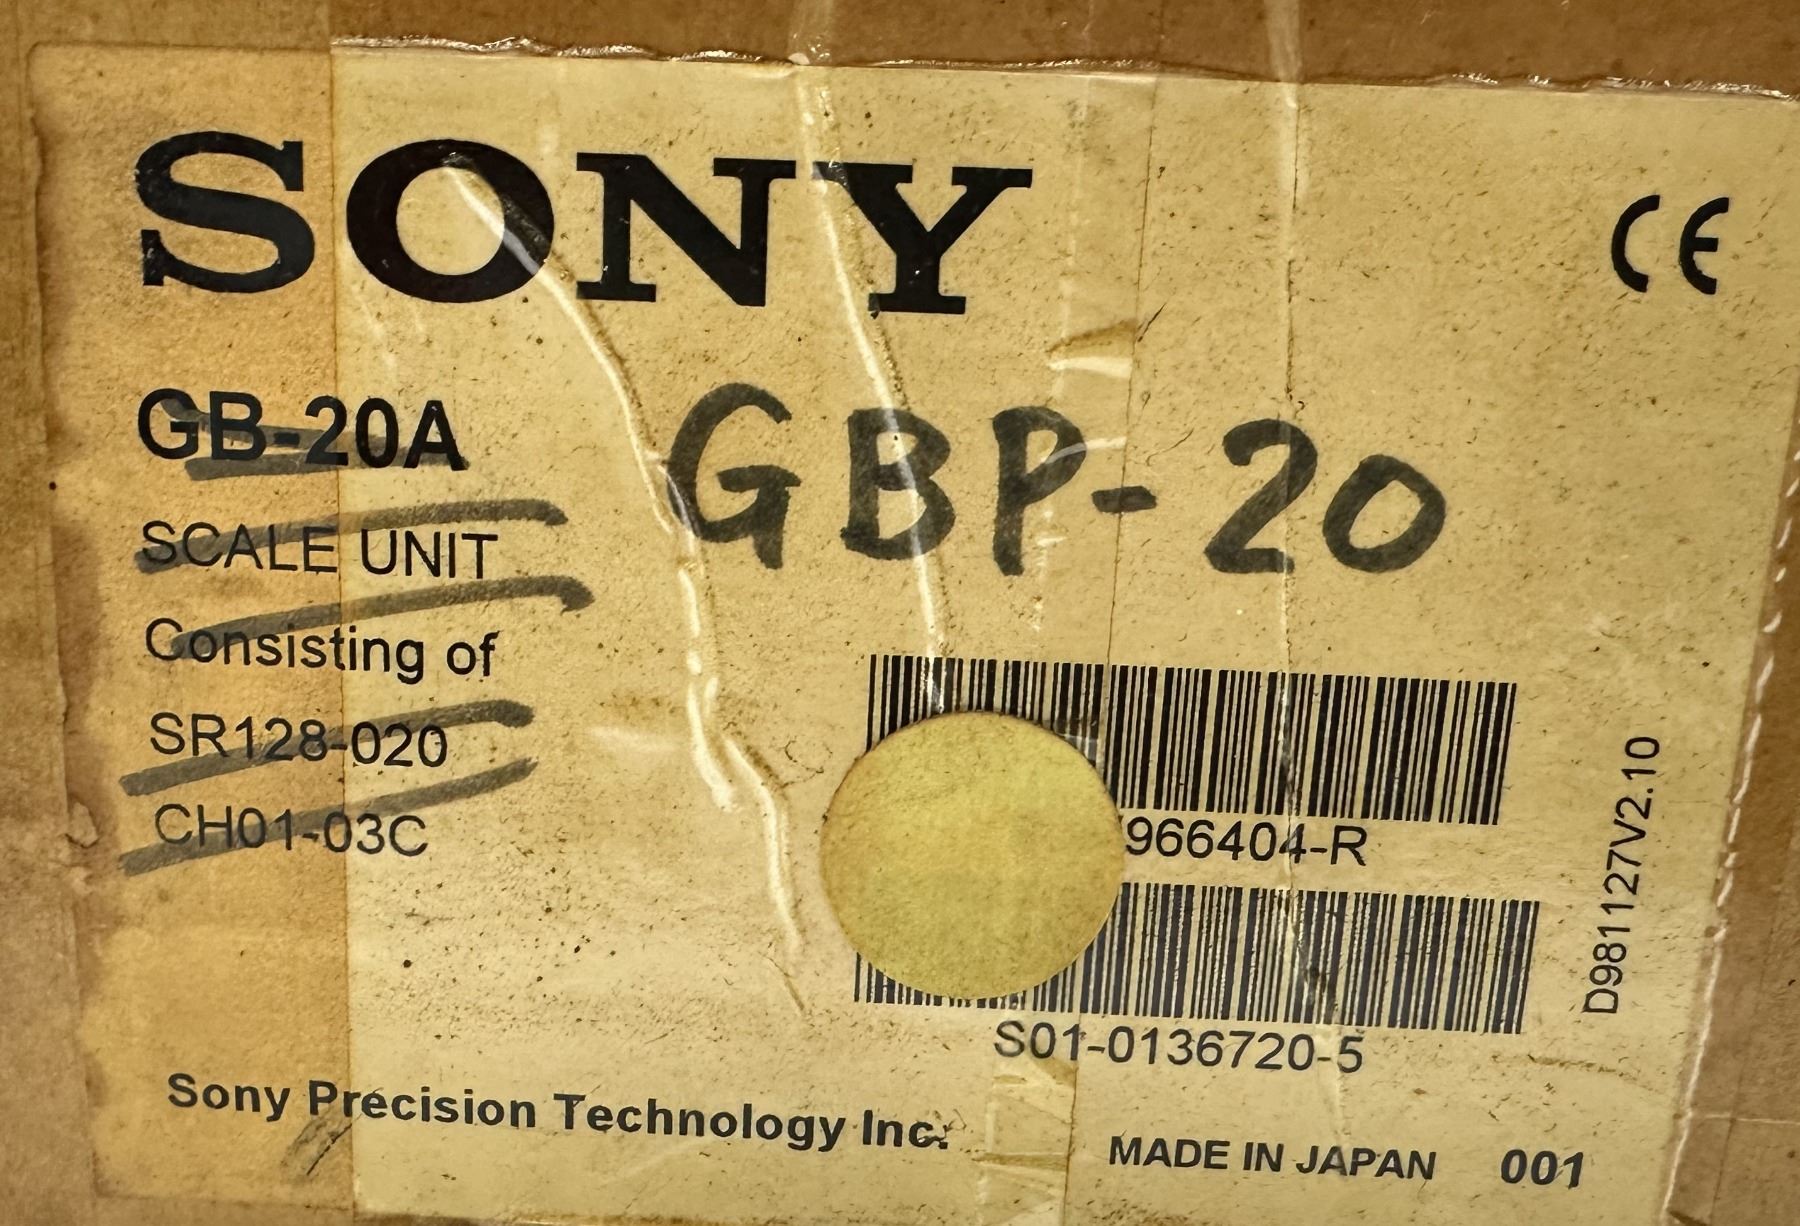 SONY
CE
GB-20A
GBP-20
SCALE UNIT
Consisting of
SR128-020
CH01-03C
966404-R
S01-0136720-5
D981127V2.10
Sony Precision Technology Inc.
MADE IN JAPAN 001